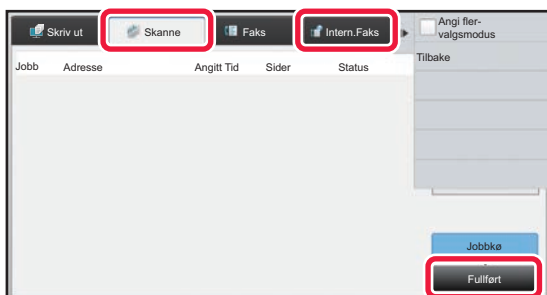 Skriv ut Skanne Faks Intern.Faks
Angi fler-
valgsmodus
Tilbake
Jobb Adresse Angitt Tid Sider Status
Jobbkø
Fullført